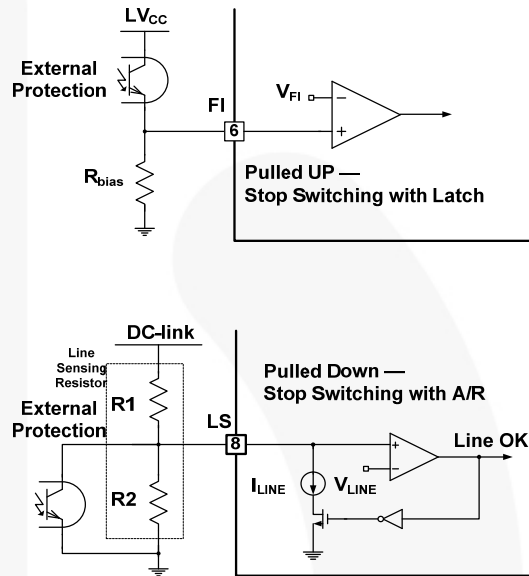 LVCC
External
Protection
FI
6
VFI
−
+
Rbias
Pulled UP —
Stop Switching with Latch
DC-link
Line
Sensing
Resistor
External
Protection
R1
R2
LS
8
Pulled Down —
Stop Switching with A/R
ILINE
VLINE
+
−
Line OK